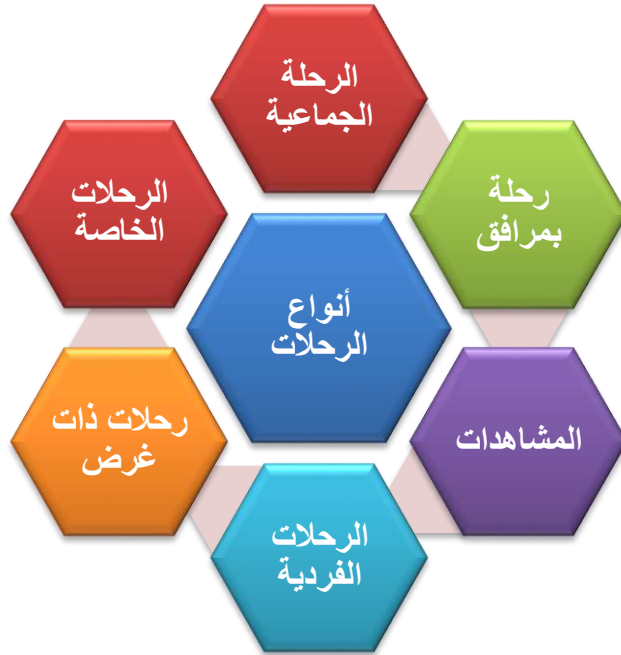 الرحلة
الجماعية
رحلة
بمرافق
المشاهدات
الرحلات
الفردية
رحلات ذات
غرض
الرحلات
الخاصة
أنواع
الرحلات